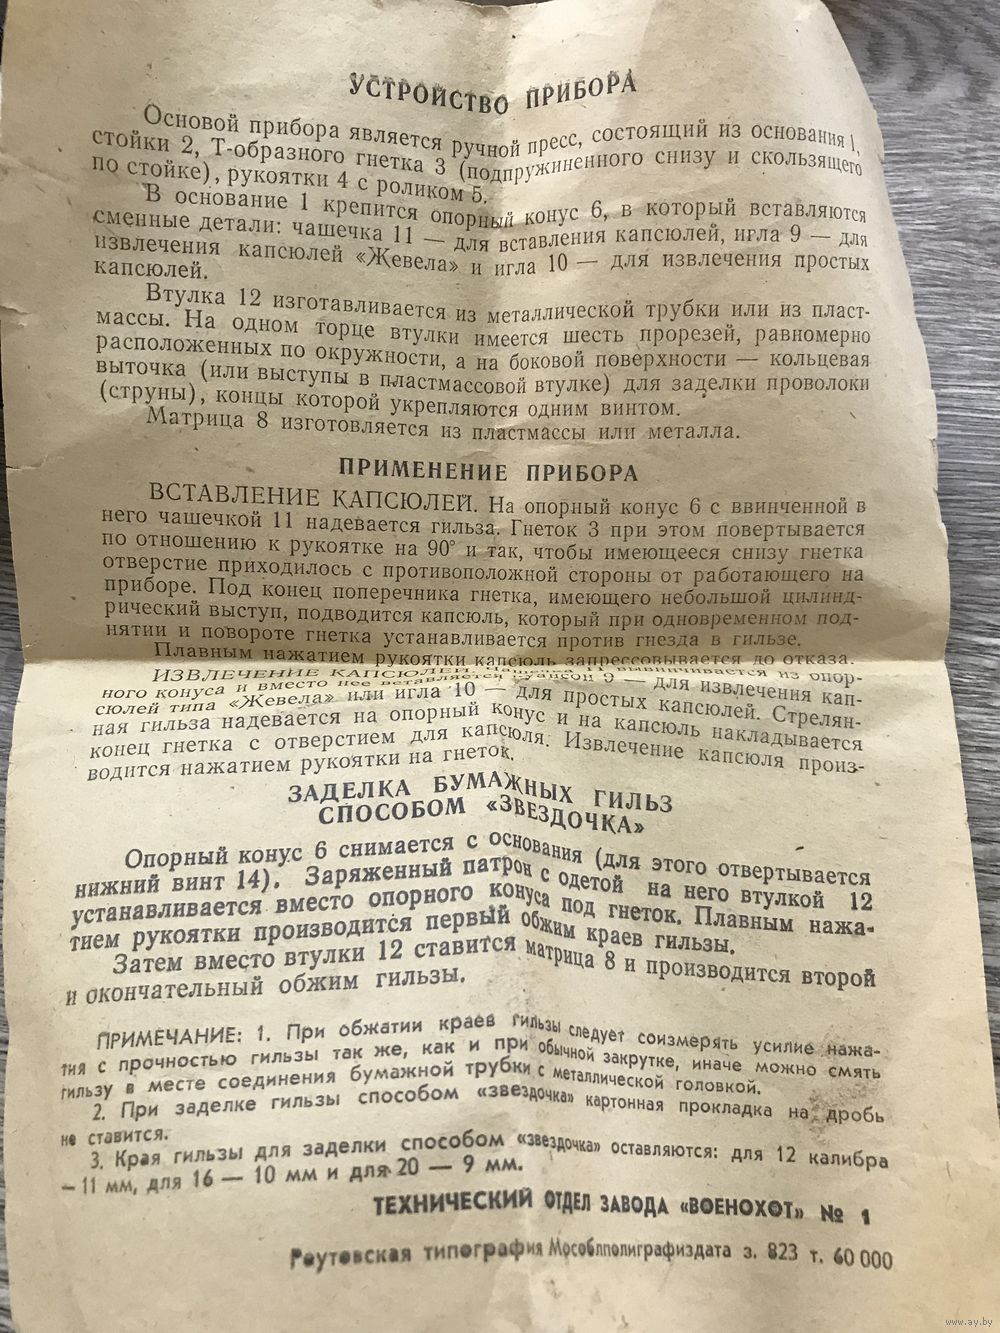 УСТРОЙСТВО ПРИБОРА
Основой прибора является ручной пресс, состоящий из основания 1,
стойки 2, Т-образного гнетка 3 (подпружиненного снизу и скользящего
по стойке), рукоятки 4 с роликом 5.
В основание 1 крепится опорный конус 6, в который вставляются
сменные детали: чашечка 11 — для вставления капсюлей, игла 9 — для
извлечения капсюлей «Жевела» и игла 10 — для извлечения простых
капсюлей.
Втулка 12 изготавливается из металлической трубки или из пласт-
массы. На одном торце втулки имеется шесть прорезей, равномерно
расположенных по окружности, а на боковой поверхности — кольцевая
выточка (или выступы в пластмассовой втулке) для заделки проволоки
(струны), концы которой укрепляются одним винтом.
Матрица 8 изготовляется из пластмассы или металла.
ПРИМЕНЕНИЕ ПРИБОРА
ВСТАВЛЕНИЕ КАПСЮЛЕЙ. На опорный конус 6 с ввинченной в
него чашечкой 11 надевается гильза. Гнеток 3 при этом повертывается
по отношению к рукоятке на 90° и так, чтобы имеющееся снизу гнетка
отверстие приходилось с противоположной стороны от работающего на
приборе. Под конец поперечника гнетка, имеющего небольшой цилинд-
рический выступ, подводится капсюль, который при одновременном под-
нятии и повороте гнетка устанавливается против гнезда в гильзе.
Плавным нажатием рукоятки капсюль запрессовывается до отказа.
ИЗВЛЕЧЕНИЕ КАПСЮЛЕЙ. Чашечка 11 вывинчивается из опор-
ного конуса и вместо нее вставляется пуансон 9 — для извлечения кап-
сюлей типа «Жевела» или игла 10 — для простых капсюлей. Стрелян-
ная гильза надевается на опорный конус и на капсюль накладывается
конец гнетка с отверстием для капсюля. Извлечение капсюля произ-
водится нажатием рукоятки на гнеток.
ЗАДЕЛКА БУМАЖНЫХ ГИЛЬЗ
СПОСОБОМ «ЗВЕЗДОЧКА»
Опорный конус 6 снимается с основания (для этого отвертывается
нижний винт 14). Заряженный патрон с одетой на него втулкой 12
устанавливается вместо опорного конуса под гнеток. Плавным нажа-
тием рукоятки производится первый обжим краев гильзы.
Затем вместо втулки 12 ставится матрица 8 и производится второй
и окончательный обжим гильзы.
ПРИМЕЧАНИЕ: 1. При обжатии краев гильзы следует соизмерять усилие нажа-
тия с прочностью гильзы так же, как и при обычной закрутке, иначе можно смять
гильзу в месте соединения бумажной трубки с металлической головкой.
2. При заделке гильзы способом «звездочка» картонная прокладка на дробь
не ставится.
3. Края гильзы для заделки способом «звездочка» оставляются: для 12 калибра
— 11 мм, для 16 — 10 мм и для 20 — 9 мм.
ТЕХНИЧЕСКИЙ ОТДЕЛ ЗАВОДА «ВОЕНОХОТ» № 1
Реутовская типография Мособлполиграфиздата з. 823 т. 60 000
www.ay.by